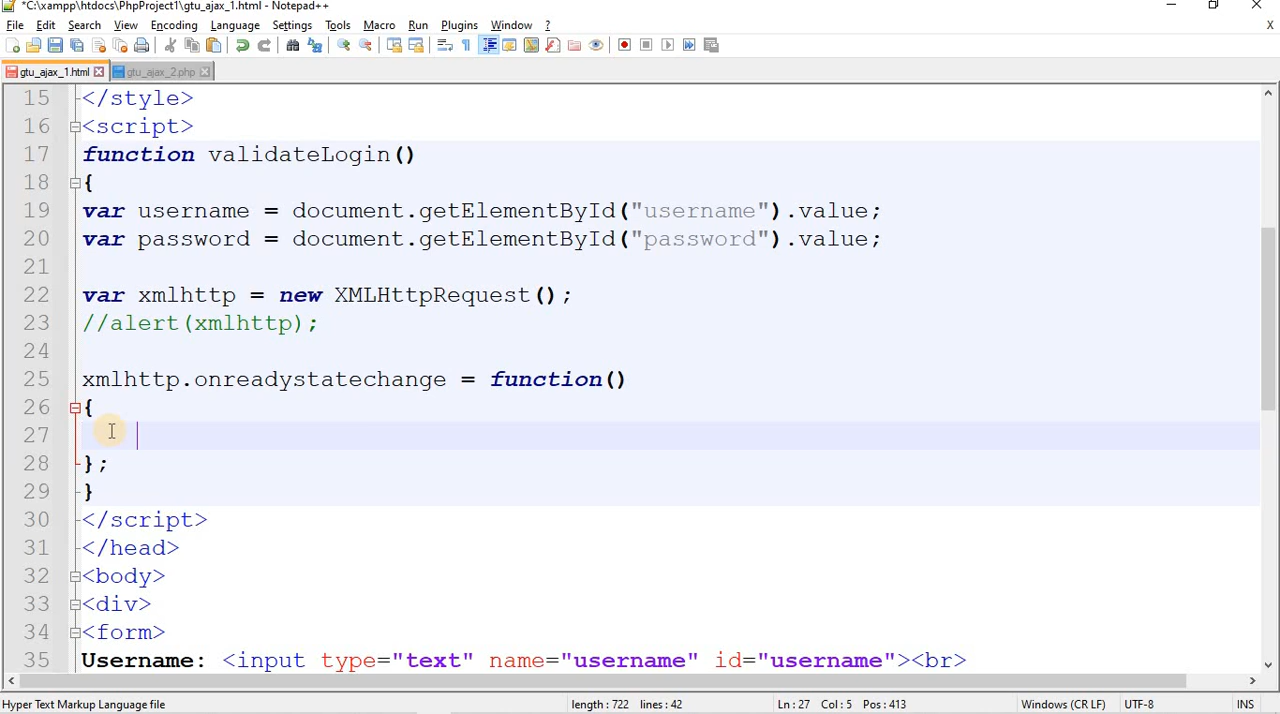 *C:\xampp\htdocs\PhpProject1\gtu_ajax_1.html - Notepad++
File Edit Search View Encoding Language Settings Tools Macro Run Plugins Window ? X
gtu_ajax_1.html gtu_ajax_2.php
15 </style>
16 <script>
17 function validateLogin()
18 {
19 var username = document.getElementById("username").value;
20 var password = document.getElementById("password").value;
21
22 var xmlhttp = new XMLHttpRequest();
23 //alert(xmlhttp);
24
25 xmlhttp.onreadystatechange = function()
26 {
27
28 };
29 }
30 </script>
31 </head>
32 <body>
33 <div>
34 <form>
35 Username: <input type="text" name="username" id="username"><br>
Hyper Text Markup Language file length : 722 lines : 42 Ln : 27 Col : 5 Pos : 413 Windows (CR LF) UTF-8 INS